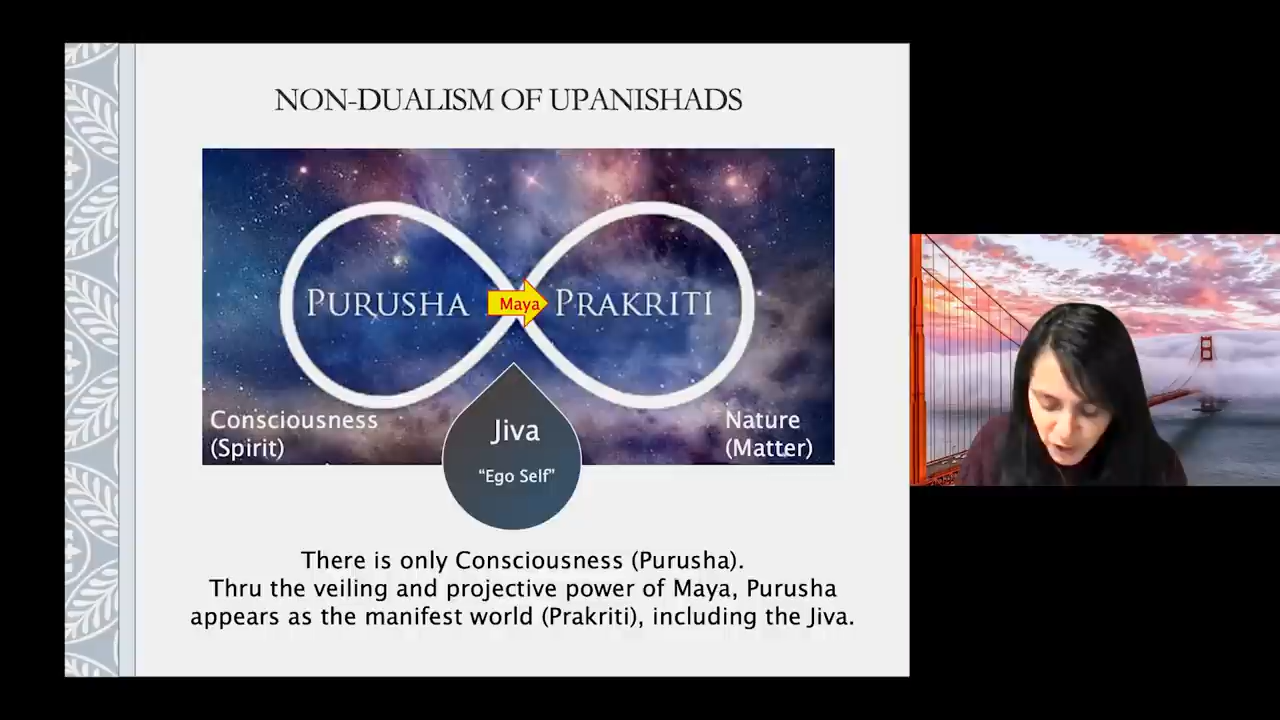 NON-DUALISM OF UPANISHADS
PURUSHA
Maya
PRAKRITI
Consciousness
(Spirit)
Nature
(Matter)
Jiva
“Ego Self”
There is only Consciousness (Purusha).
Thru the veiling and projective power of Maya, Purusha
appears as the manifest world (Prakriti), including the Jiva.